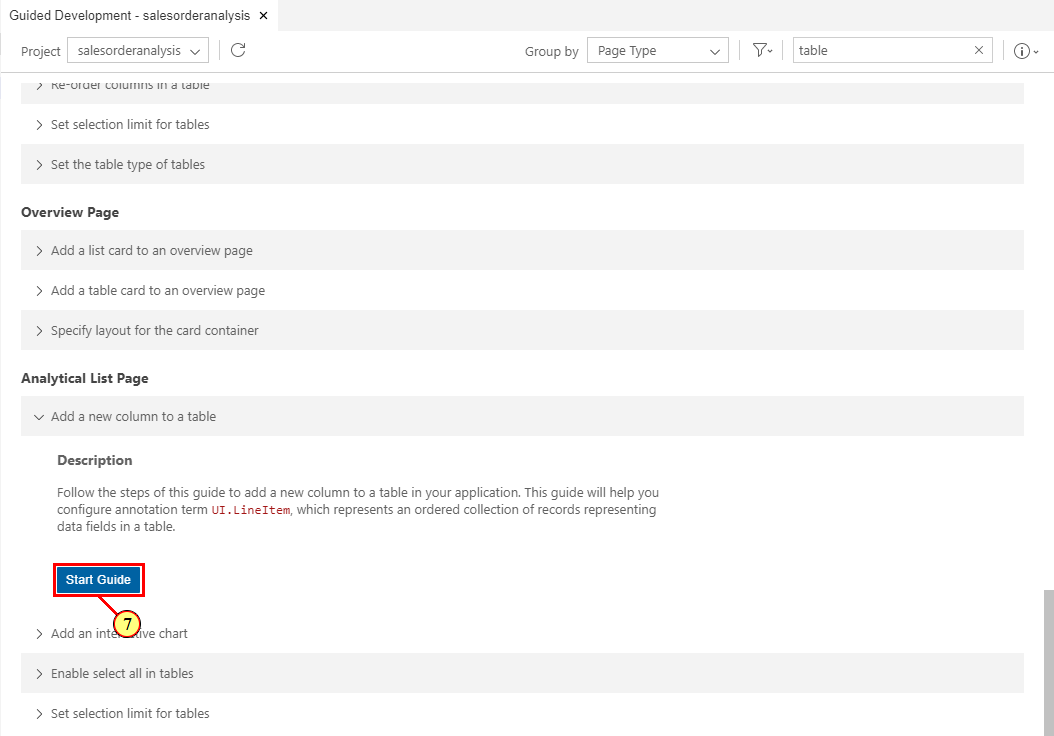 Guided Development - salesorderanalysis ×
Project salesorderanalysis Group by Page Type table
Re-order columns in a table
Set selection limit for tables
Set the table type of tables
Overview Page
Add a list card to an overview page
Add a table card to an overview page
Specify layout for the card container
Analytical List Page
Add a new column to a table
Description
Follow the steps of this guide to add a new column to a table in your application. This guide will help you
configure annotation term UI.LineItem, which represents an ordered collection of records representing
data fields in a table.
Start Guide
7
Add an interactive chart
Enable select all in tables
Set selection limit for tables